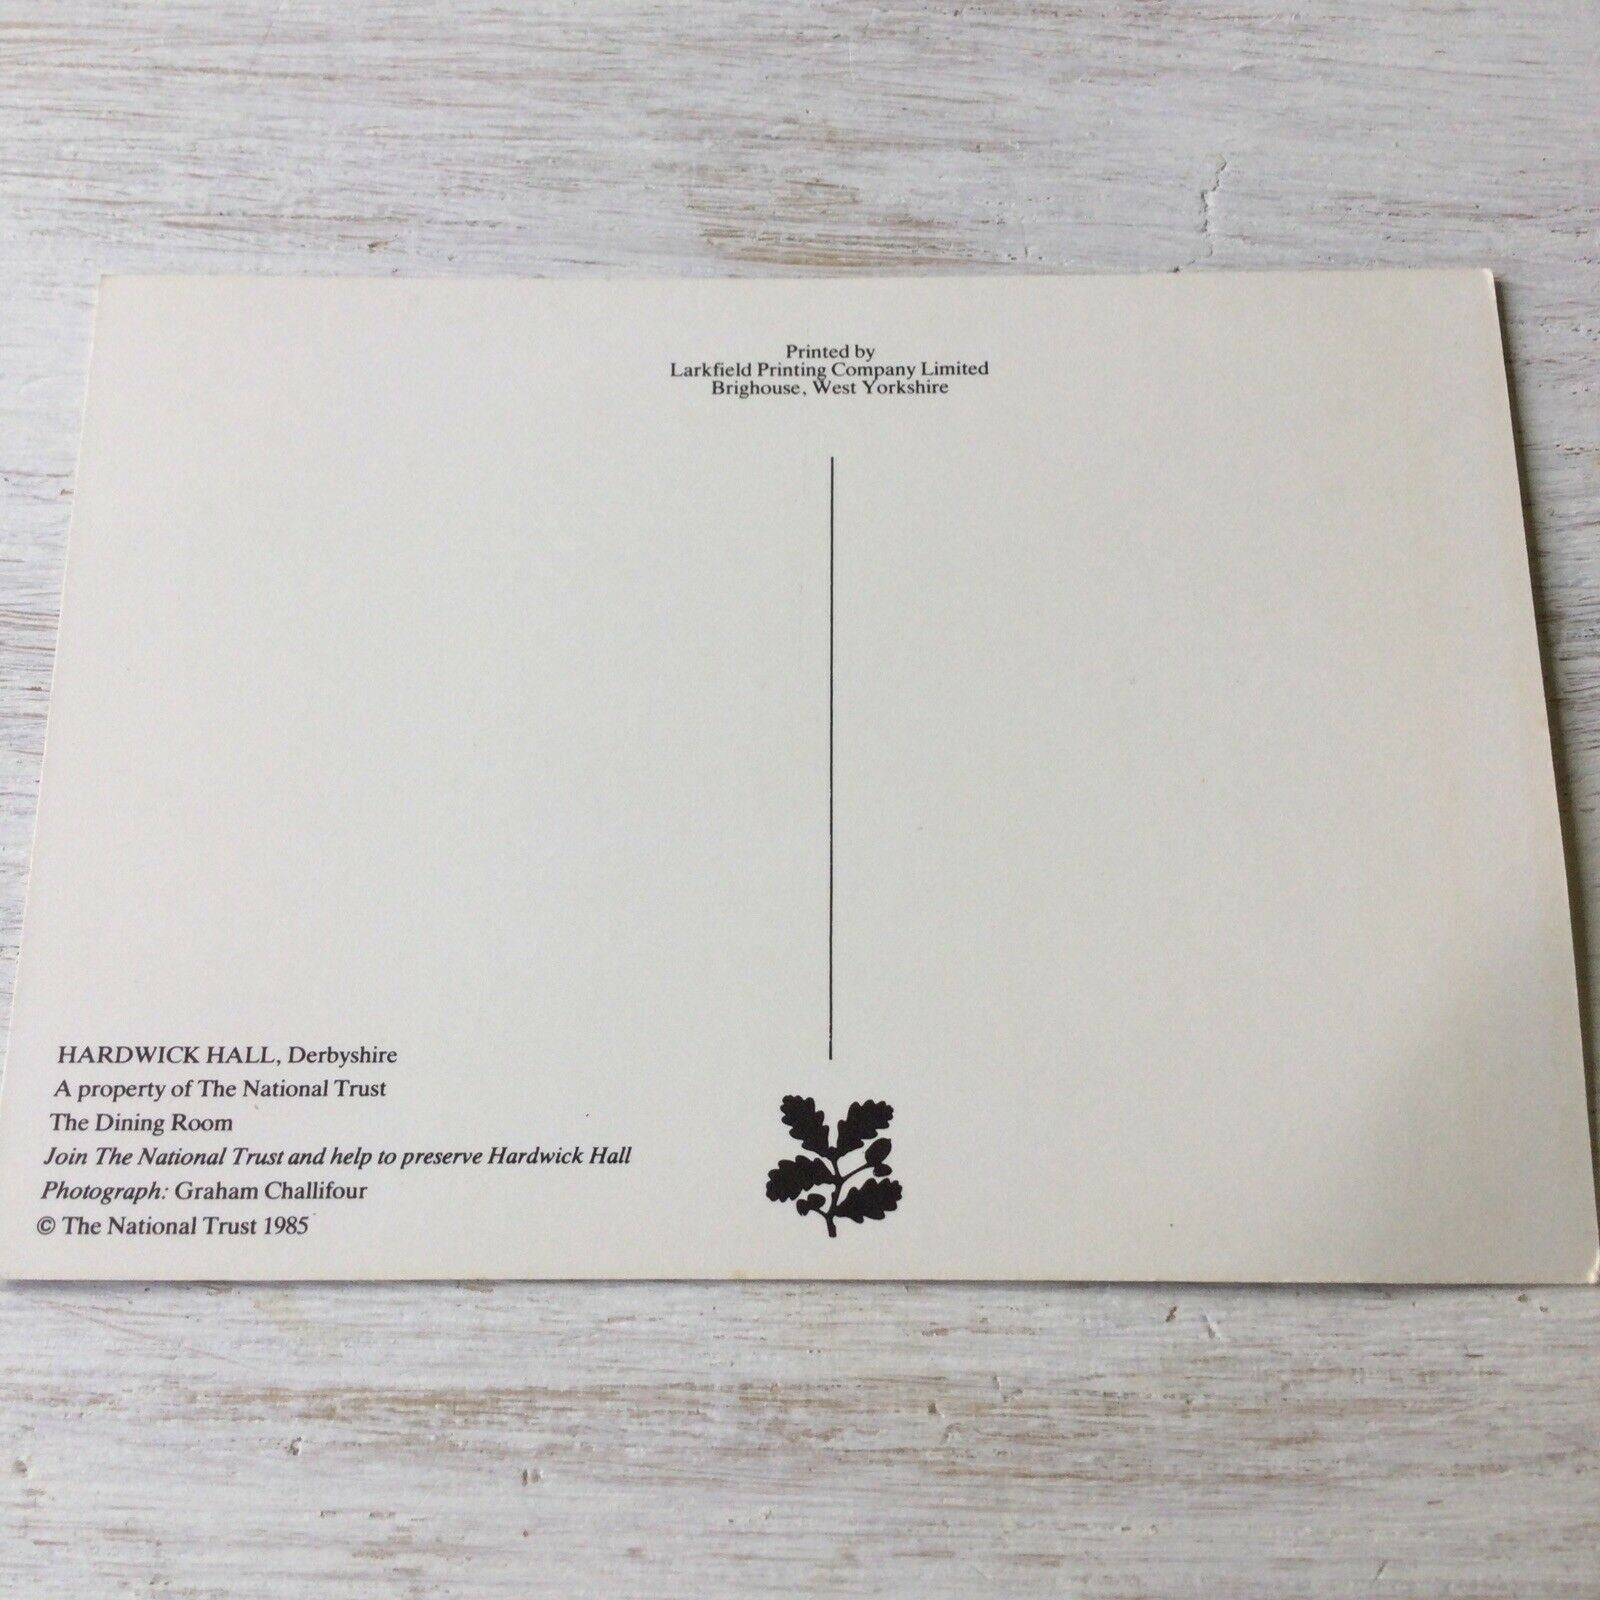 Printed by
Larkfield Printing Company Limited
Brighouse, West Yorkshire
HARDWICK HALL, Derbyshire
A property of The National Trust
The Dining Room
Join The National Trust and help to preserve Hardwick Hall
Photograph: Graham Challifour
© The National Trust 1985